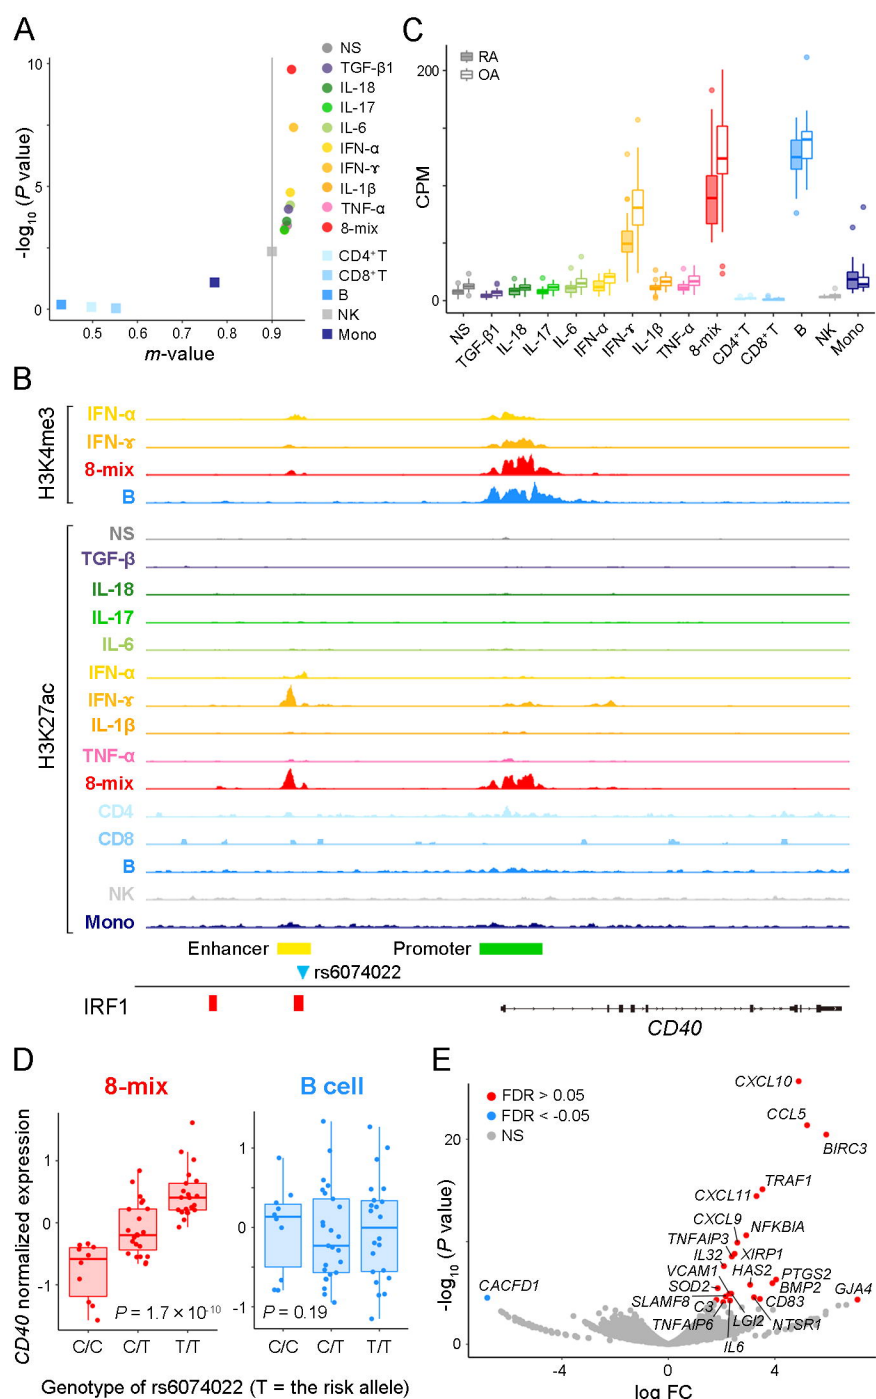 A
-log10 (P value)
10
5
0
0.5
0.6
0.7
0.8
0.9
m-value
NS
TGF-β1
IL-18
IL-17
IL-6
IFN-α
IFN-ɤ
IL-1β
TNF-α
8-mix
CD4+T
CD8+T
B
NK
Mono
C
RA
OA
CPM
200
0
NS
TGF-β1
IL-18
IL-17
IL-6
IFN-α
IFN-ɤ
IL-1β
TNF-α
8-mix
CD4+T
CD8+T
B
NK
Mono
B
H3K4me3
IFN-α
IFN-ɤ
8-mix
B
H3K27ac
NS
TGF-β
IL-18
IL-17
IL-6
IFN-α
IFN-ɤ
IL-1β
TNF-α
8-mix
CD4
CD8
B
NK
Mono
Enhancer
Promoter
rs6074022
IRF1
CD40
D
8-mix
B cell
CD40 normalized expression
1
0
-1
P = 1.7 × 10-10
C/C
C/T
T/T
1
0
-1
P = 0.19
C/C
C/T
T/T
Genotype of rs6074022 (T = the risk allele)
E
FDR > 0.05
FDR < -0.05
NS
-log10 (P value)
20
10
0
-4
0
4
log FC
CXCL10
CCL5
BIRC3
TRAF1
CXCL11
CXCL9
NFKBIA
TNFAIP3
IL32
XIRP1
VCAM1
HAS2
PTGS2
SOD2
BMP2
GJA4
CACFD1
SLAMF8
C3
CD83
TNFAIP6
LGI2
NTSR1
IL6